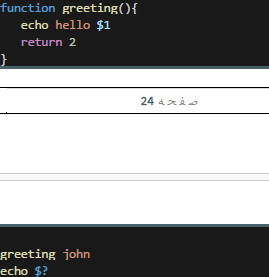 function greeting(){
echo hello $1
return 2
}
صفحة 24
greeting john
echo $?